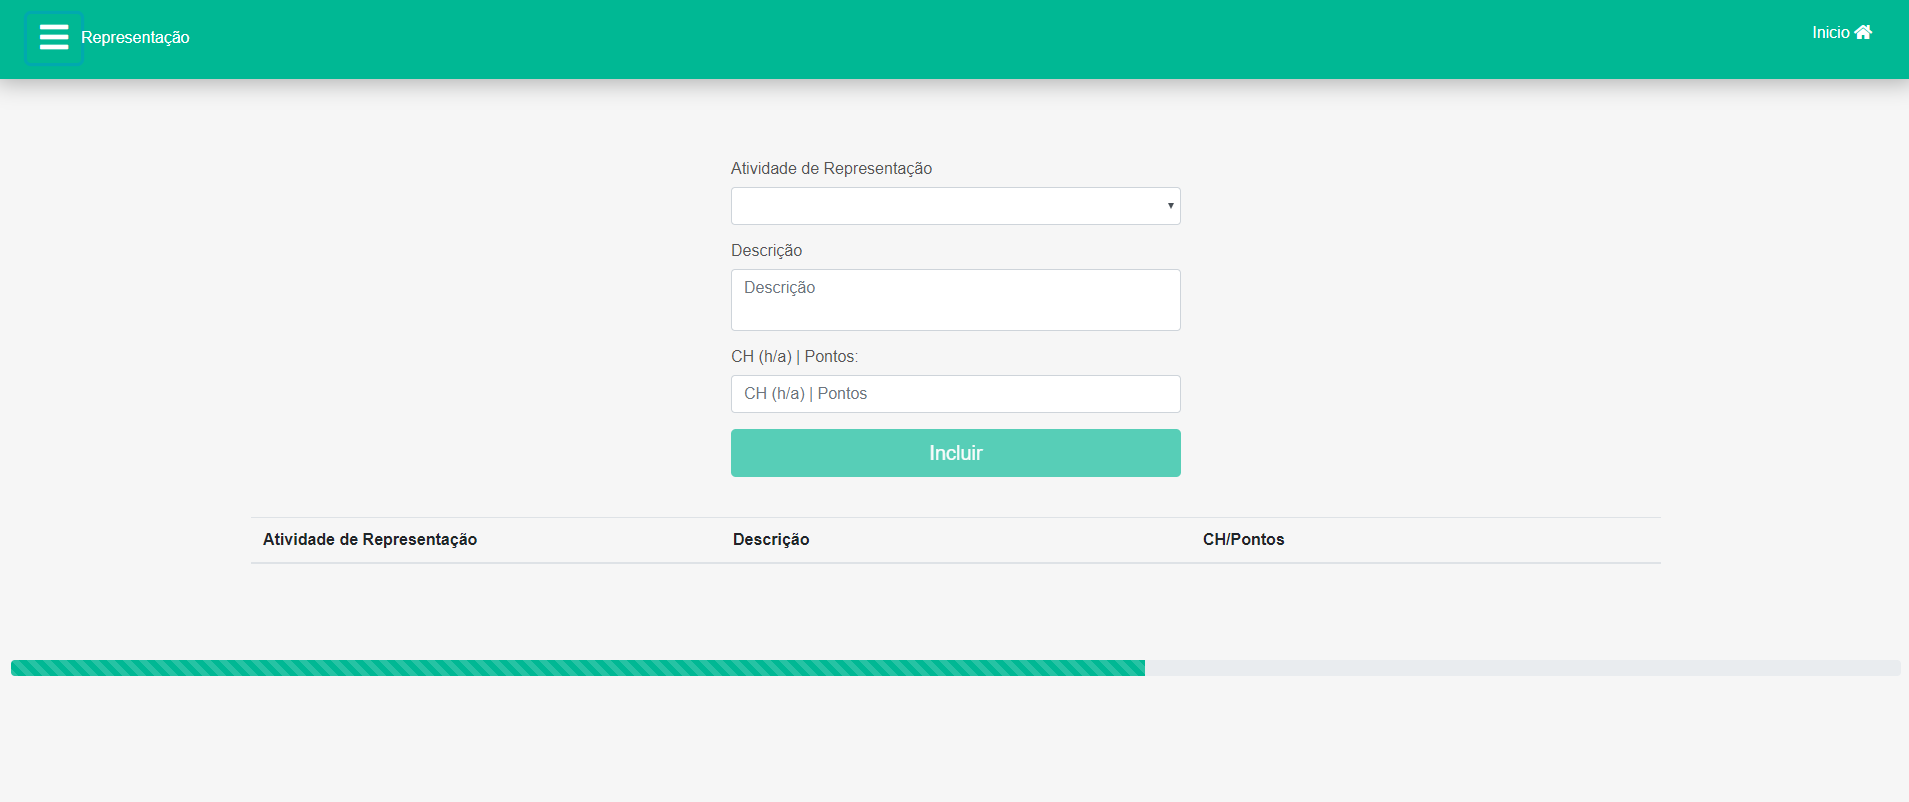 Representação
Inicio
Atividade de Representação
Descrição
Descrição
CH (h/a) | Pontos:
CH (h/a) | Pontos
Incluir
Atividade de Representação Descrição CH/Pontos